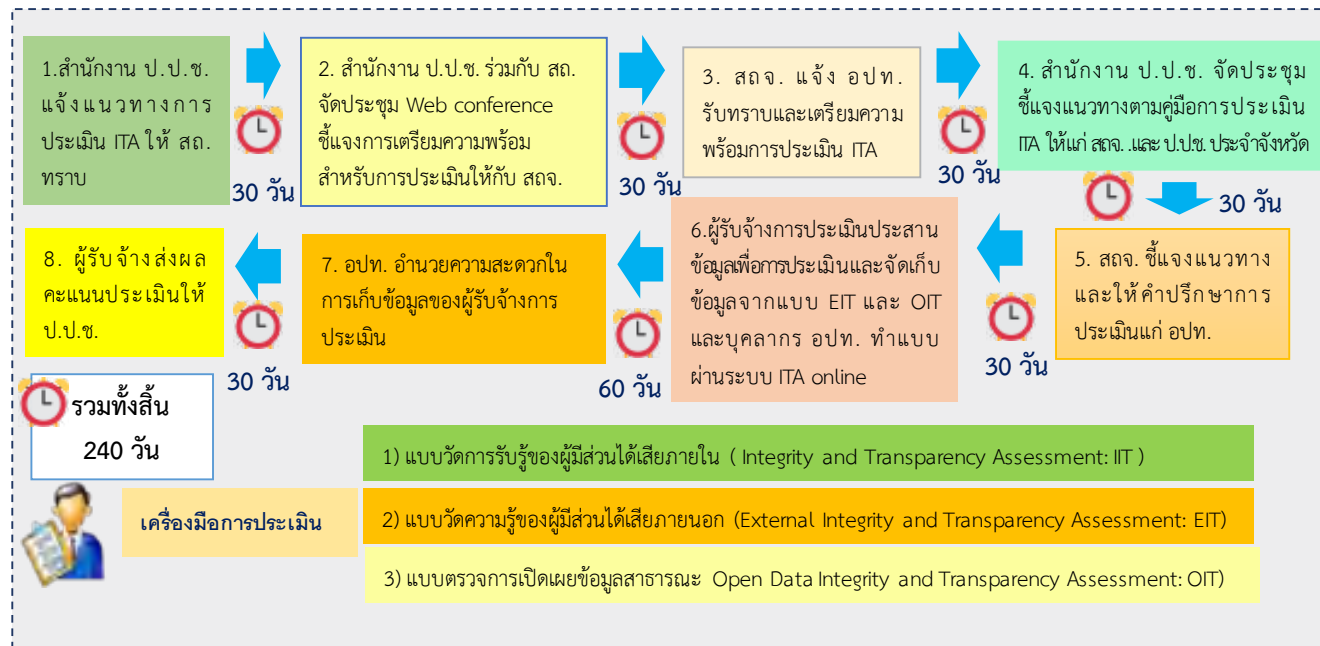 1.สำนักงาน ป.ป.ช.
แจ้งแนวทางการ
ประเมิน ITA ให้ สถ.
ทราบ
30 วัน
2. สำนักงาน ป.ป.ช. ร่วมกับ สถ.
จัดประชุม Web conference
ชี้แจงการเตรียมความพร้อม
สำหรับการประเมินให้กับ สถจ.
30 วัน
3. สถจ. แจ้ง อปท.
รับทราบและเตรียมความ
พร้อมการประเมิน ITA
30 วัน
4. สำนักงาน ป.ป.ช. จัดประชุม
ชี้แจงแนวทางตามคู่มือการประเมิน
ITA ให้แก่ สถจ. .และ ป.ป.ช. ประจำจังหวัด
30 วัน
5. สถจ. ชี้แจงแนวทาง
และให้คำปรึกษาการ
ประเมินแก่ อปท.
30 วัน
6.ผู้รับจ้างการประเมินประสาน
ข้อมูลเพื่อการประเมินและจัดเก็บ
ข้อมูลจากแบบ EIT และ OIT
และบุคลากร อปท. ทำแบบ
ผ่านระบบ ITA online
60 วัน
7. อปท. อำนวยความสะดวกใน
การเก็บข้อมูลของผู้รับจ้างการ
ประเมิน
30 วัน
8. ผู้รับจ้างส่งผล
คะแนนประเมินให้
ป.ป.ช.
รวมทั้งสิ้น
240 วัน
เครื่องมือการประเมิน
1) แบบวัดการรับรู้ของผู้มีส่วนได้เสียภายใน ( Integrity and Transparency Assessment: IIT )
2) แบบวัดความรู้ของผู้มีส่วนได้เสียภายนอก (External Integrity and Transparency Assessment: EIT)
3) แบบตรวจการเปิดเผยข้อมูลสาธารณะ Open Data Integrity and Transparency Assessment: OIT)